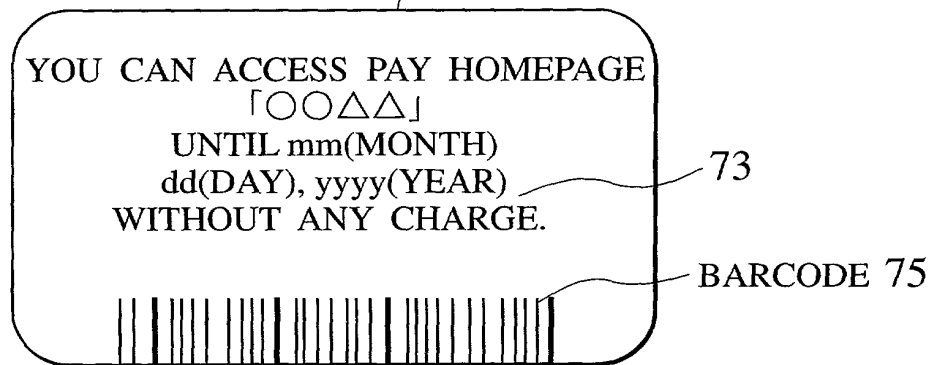 YOU CAN ACCESS PAY HOMEPAGE
「○○△△」
UNTIL mm(MONTH)
dd(DAY), yyyy(YEAR)
WITHOUT ANY CHARGE.
73
BARCODE 75